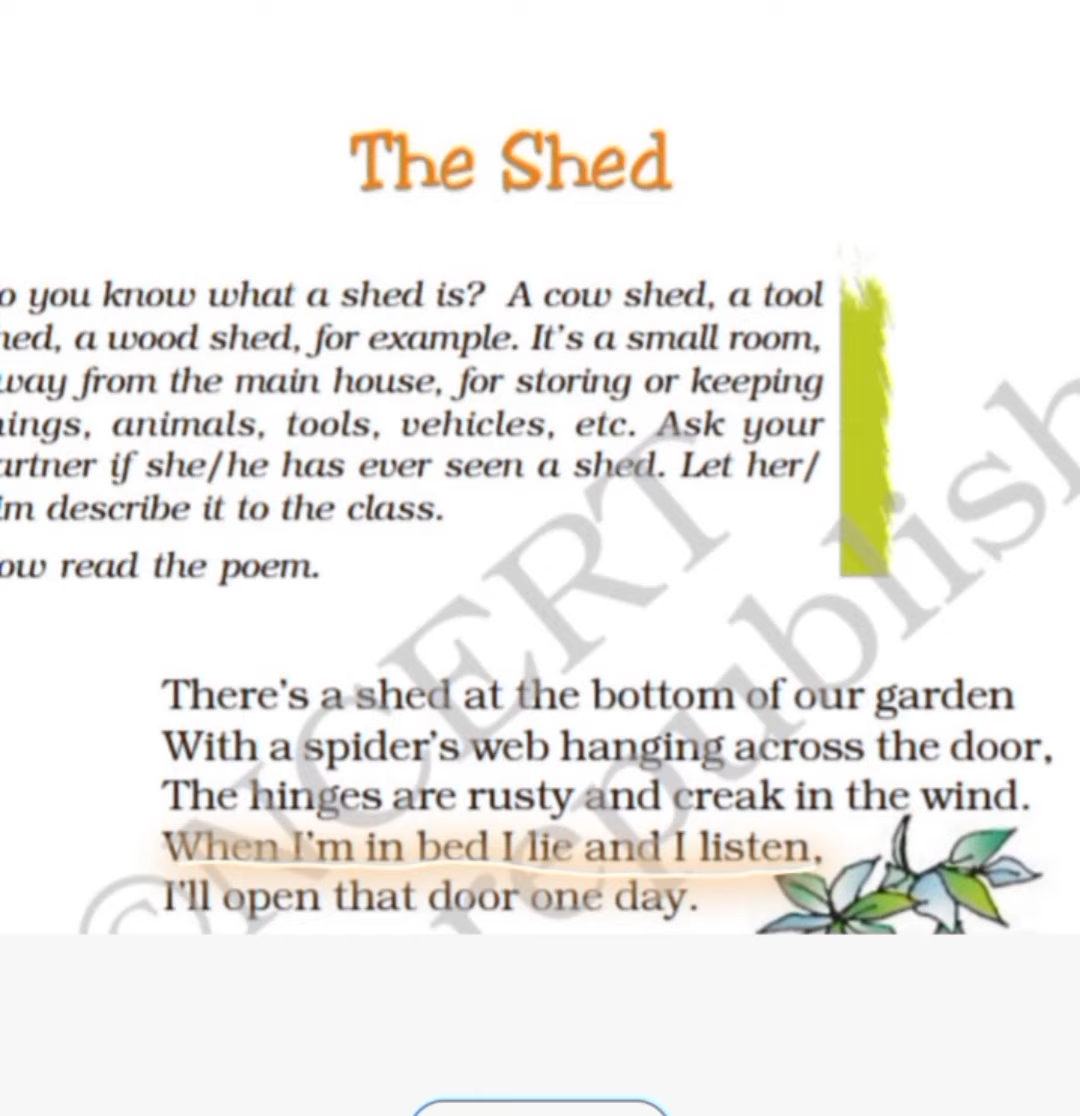 The Shed
o you know what a shed is? A cow shed, a tool
hed, a wood shed, for example. It's a small room,
way from the main house, for storing or keeping
ings, animals, tools, vehicles, etc. Ask your
artner if she/he has ever seen a shed. Let her/
im describe it to the class.
ow read the poem.
There's a shed at the bottom of our garden
With a spider's web hanging across the door,
The hinges are rusty and creak in the wind.
When I'm in bed I lie and I listen,
I'll open that door one day.
©NCERT
republish